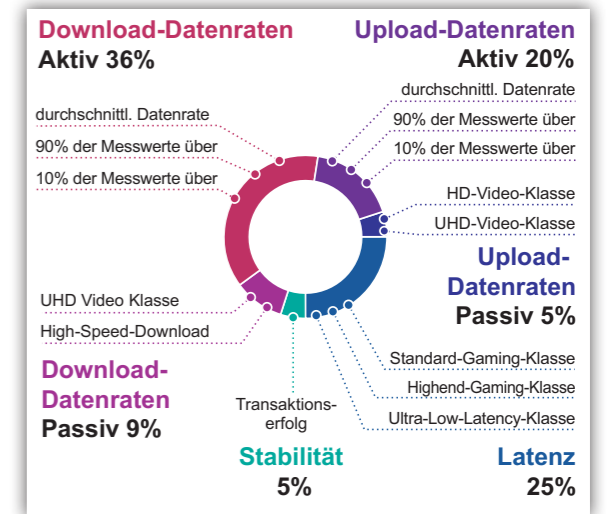 Download-Datenraten
Aktiv 36%
durchschnittl. Datenrate
90% der Messwerte über
10% der Messwerte über
Upload-Datenraten
Aktiv 20%
durchschnittl. Datenrate
90% der Messwerte über
10% der Messwerte über
HD-Video-Klasse
UHD-Video-Klasse
Upload-
Datenraten
Passiv 5%
UHD Video Klasse
High-Speed-Download
Download-
Datenraten
Passiv 9%
Transaktions-
erfolg
Stabilität
5%
Standard-Gaming-Klasse
Highend-Gaming-Klasse
Ultra-Low-Latency-Klasse
Latenz
25%